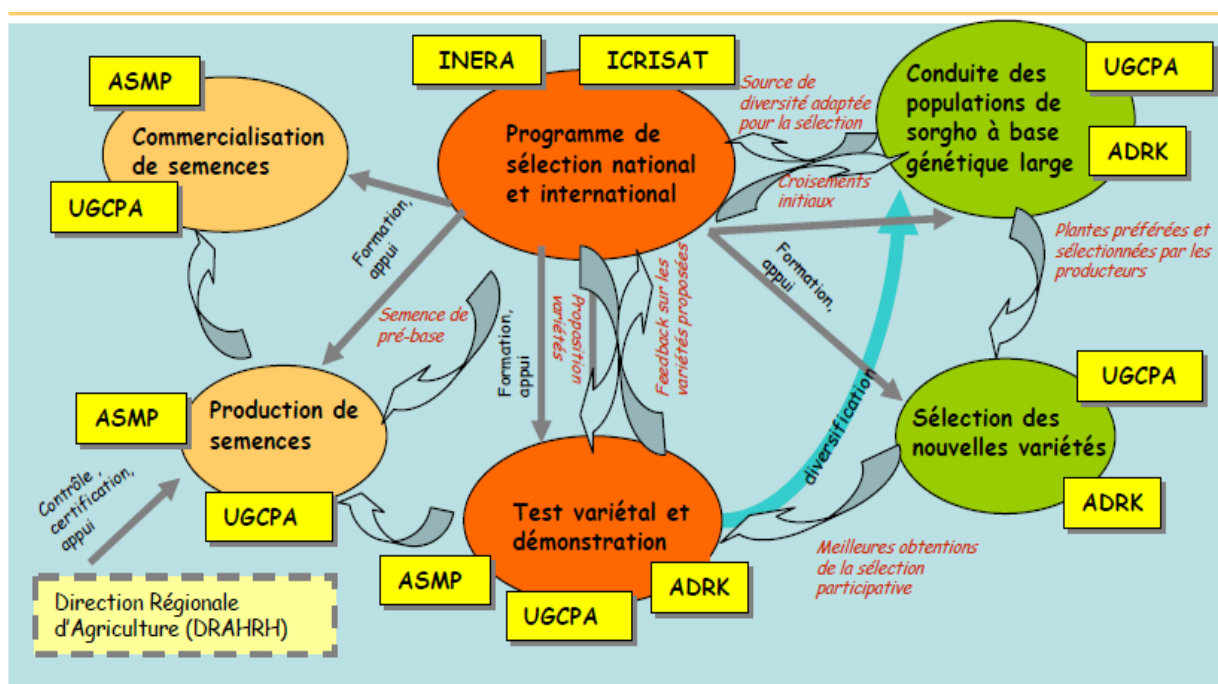 INERA
ICRISAT
ASMP
Commercialisation
de semences
UGCPA
Programme de
sélection national
et international
Source de
diversité adaptée
pour la sélection
Croisements
initiaux
Conduite des
populations de
sorgho à base
génétique large
UGCPA
ADRK
Formation,
appui
Semence de
pré-base
Formation,
appui
Proposition
variétés
Feedback sur les
variétés proposées
Formation,
appui
Plantes préférées et
sélectionnées par les
producteurs
ASMP
Production de
semences
UGCPA
Contrôle ,
certification,
appui
Direction Régionale
d'Agriculture (DRAHRH)
Test variétal et
démonstration
ASMP
UGCPA
ADRK
diversification
Sélection des
nouvelles variétés
UGCPA
ADRK
Meilleures obtentions
de la sélection
participative